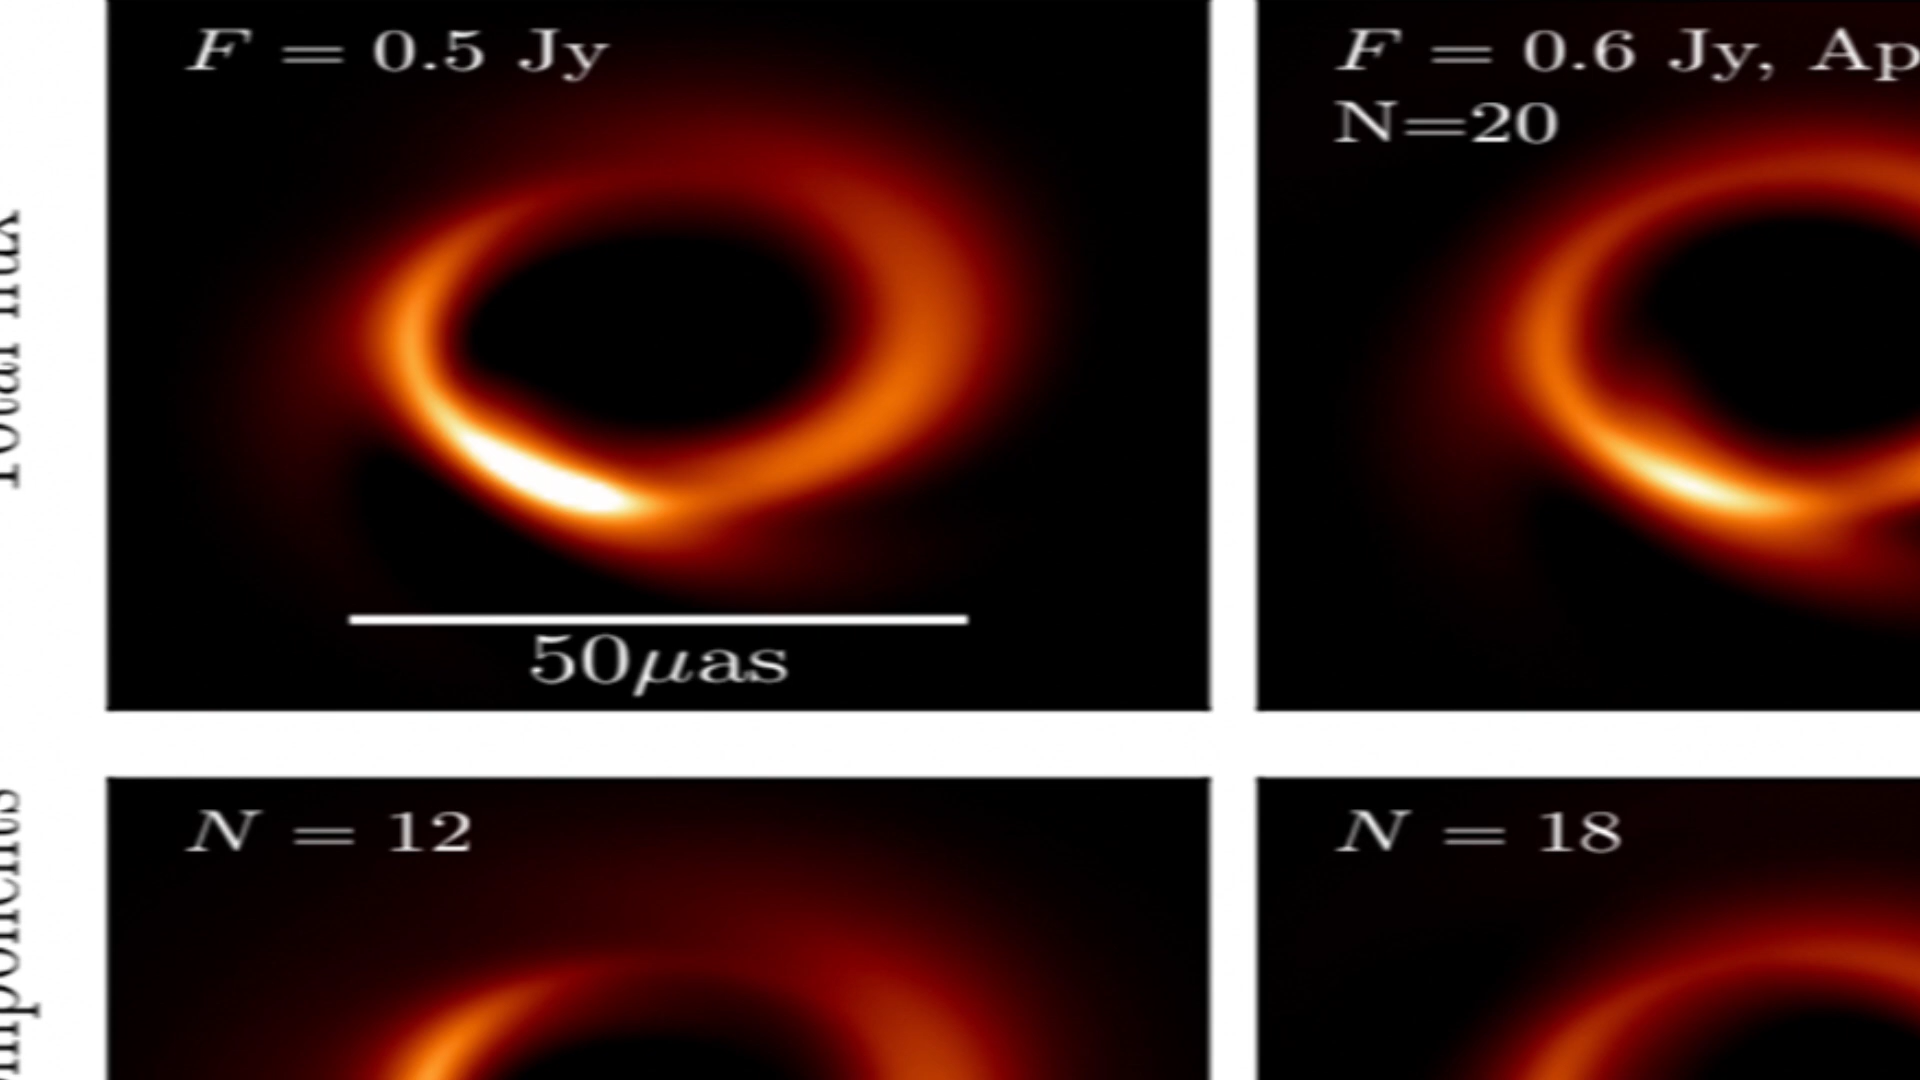 F = 0.5 Jy
F = 0.6 Jy, Ap
N=20
50μas
N = 12
N = 18